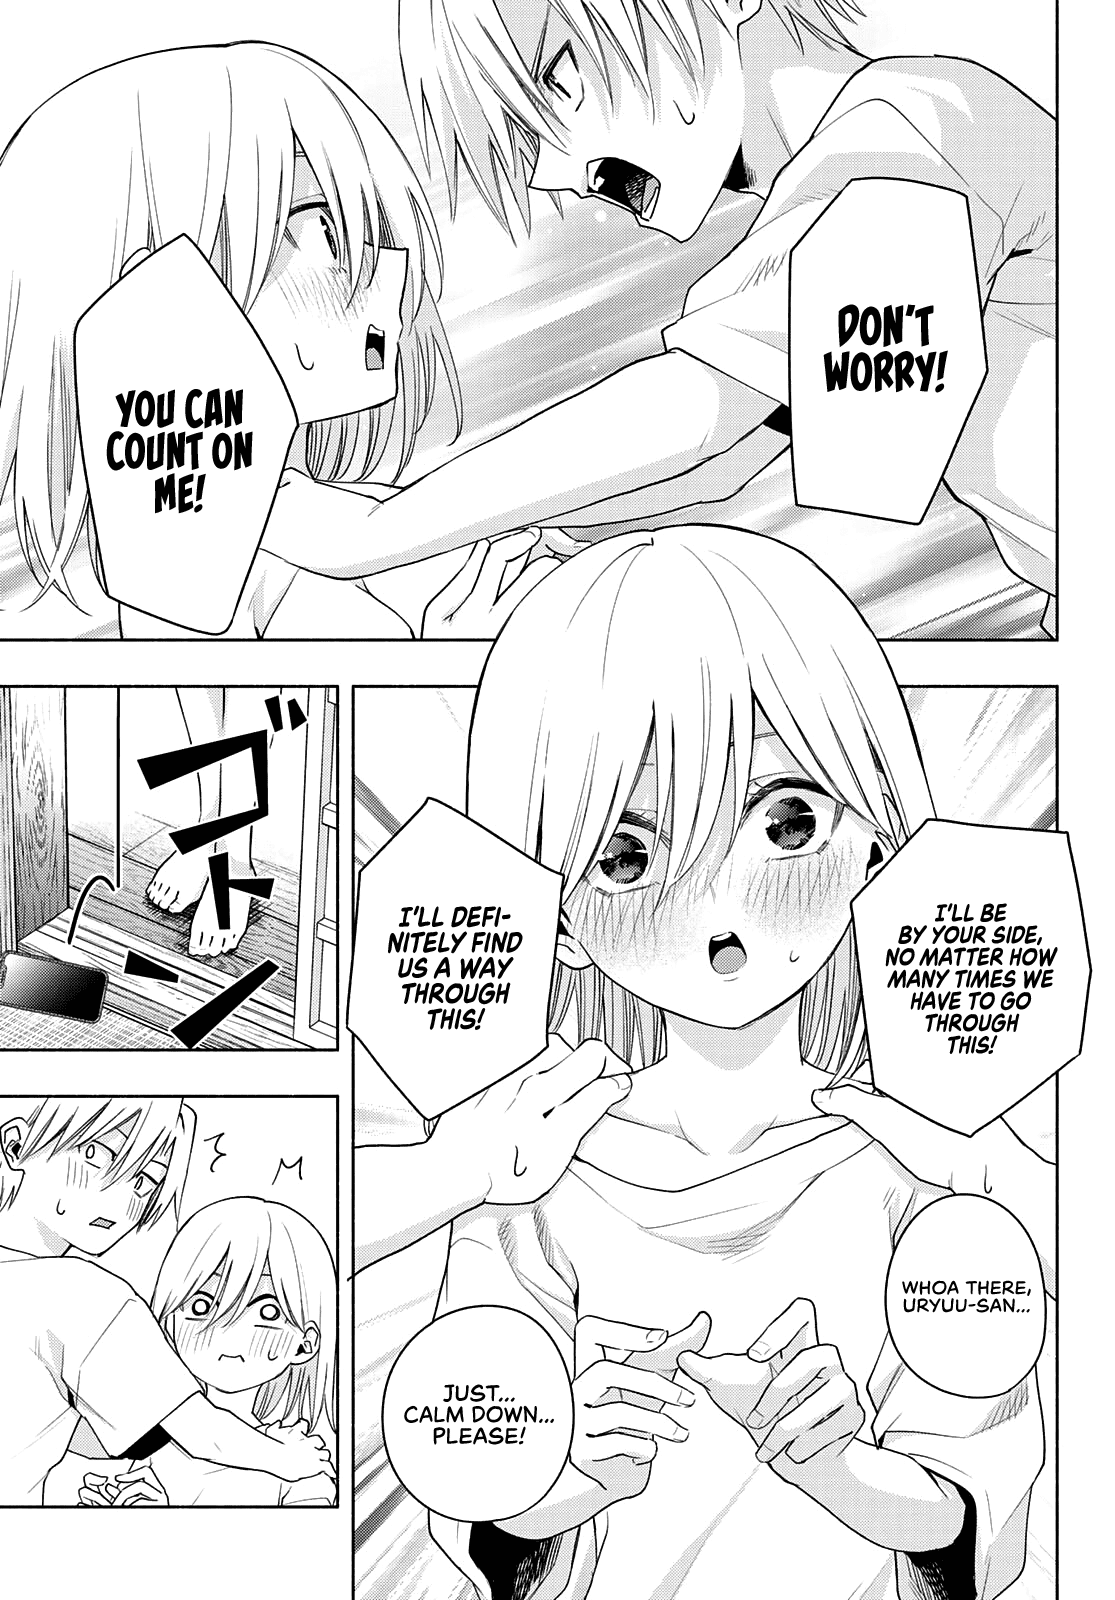 DON'T
WORRY!
YOU CAN
COUNT ON
ME!
I'LL BE
BY YOUR SIDE,
NO MATTER HOW
MANY TIMES WE
HAVE TO GO
THROUGH
THIS!
I'LL DEFI-
NITELY FIND
US A WAY
THROUGH
THIS!
WHOA THERE,
URYUU-SAN...
JUST...
CALM DOWN...
PLEASE!
ゴトッ